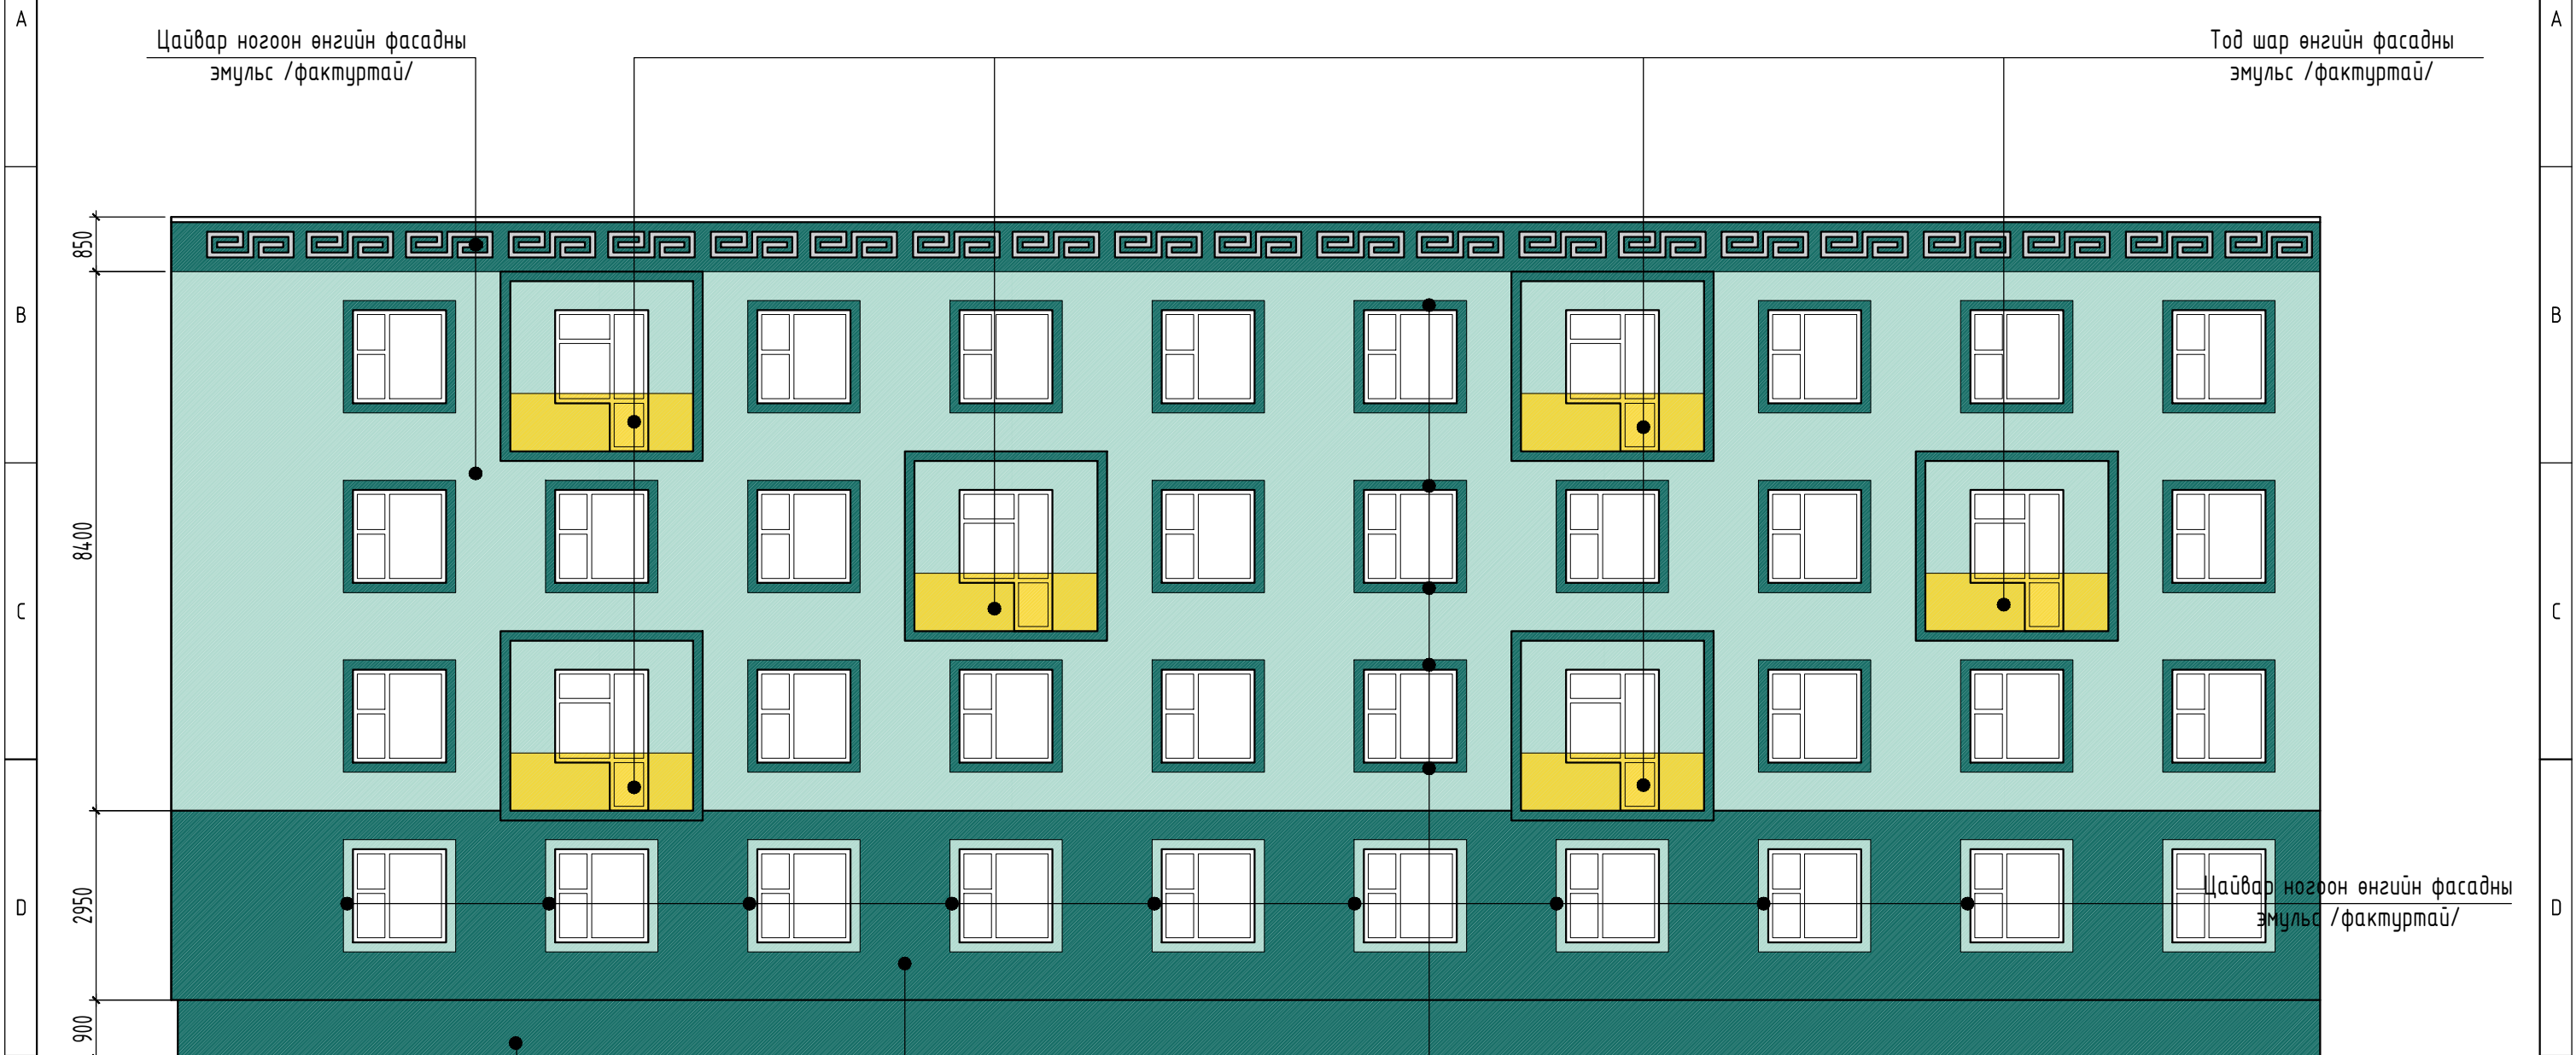 A
A
Цайвар ногоон өнгийн фасадны
эмульс /фактуртай/
Тод шар өнгийн фасадны
эмульс /фактуртай/
850
B
B
8400
C
C
2950
D
D
Цайвар ногоон өнгийн фасадны
эмульс /фактуртай/
900